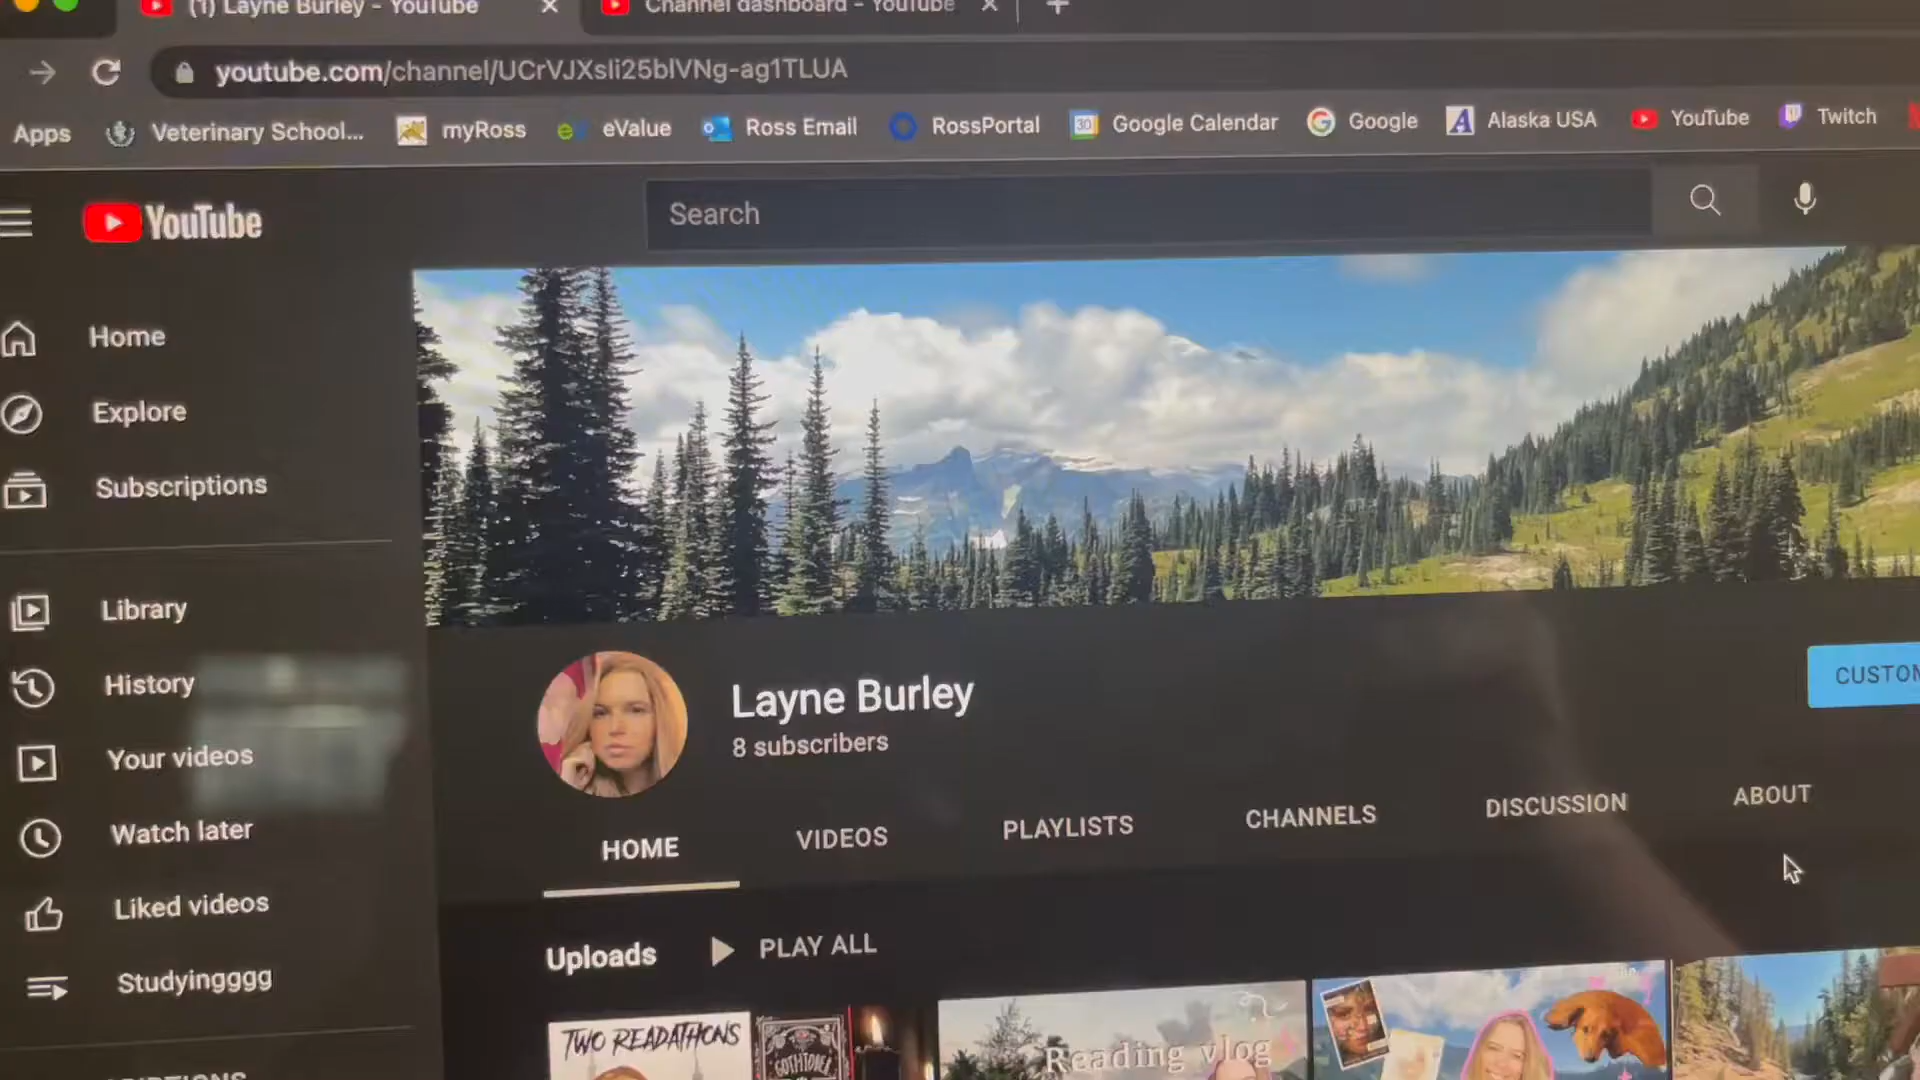 (1) Layne Burley - YouTube
Channel dashboard - YouTube
youtube.com/channel/UCrVJXsli25blVNg-ag1TLUA
Apps Veterinary School... myRoss eValue Ross Email RossPortal 30 Google Calendar Google Alaska USA YouTube Twitch
YouTube
Search
Home
Explore
Subscriptions
Library
History
Your videos
Watch later
Liked videos
Studyingggg
Layne Burley
8 subscribers
CUSTOM
HOME VIDEOS PLAYLISTS CHANNELS DISCUSSION ABOUT
Uploads PLAY ALL
TWO READATHONS
Reading vlog